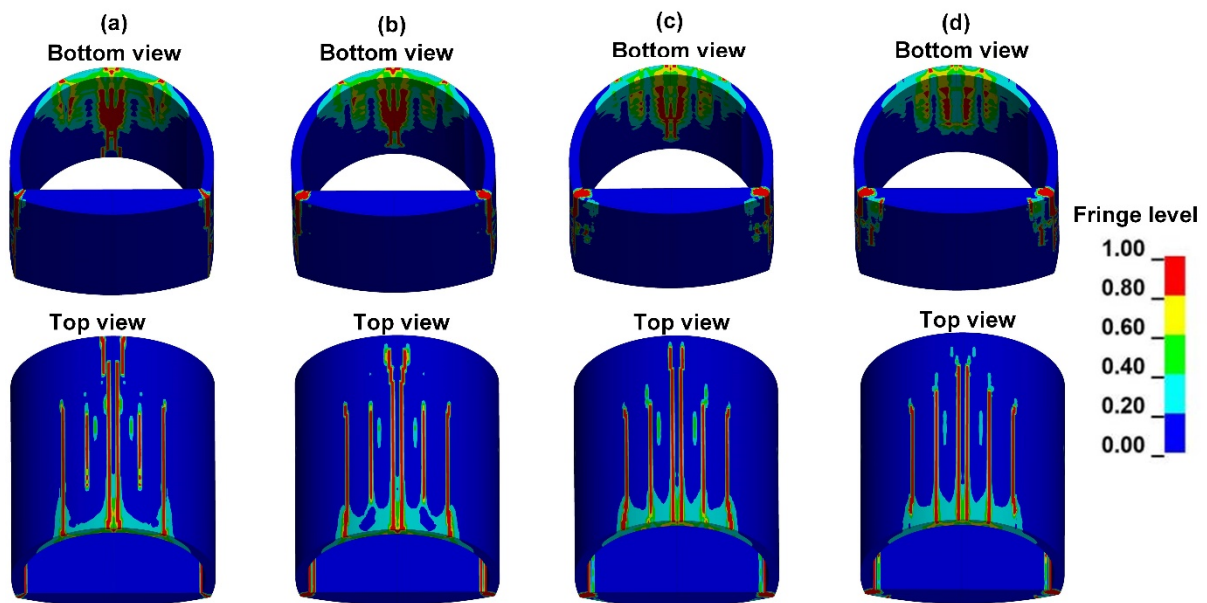 (a) (b) (c) (d)
Bottom view Bottom view Bottom view Bottom view
Fringe level
1.00
0.80
0.60
0.40
0.20
0.00
Top view Top view Top view Top view